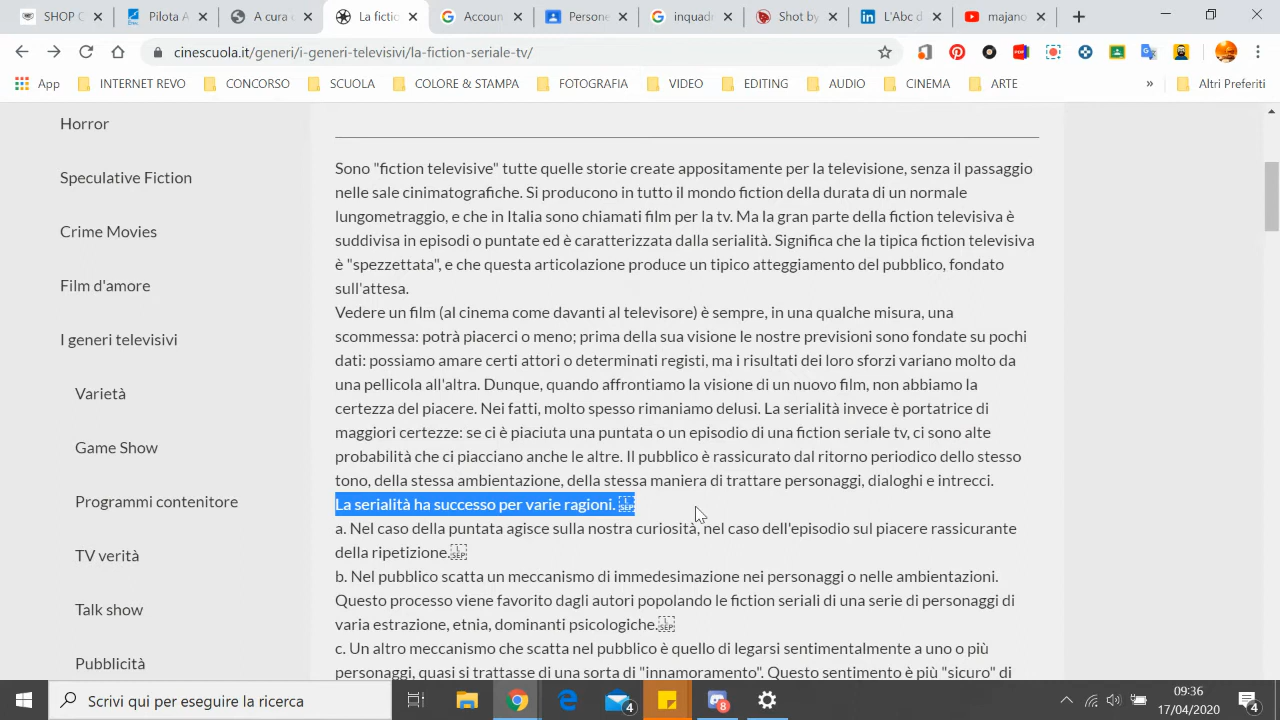 SHOP C
Pilota A
A cura
La fictio
Accoun
Persone
inquadr
Shot by
L'Abc d
majano
cinescuola.it/generi/i-generi-televisivi/la-fiction-seriale-tv/
App
INTERNET REVO
CONCORSO
SCUOLA
COLORE & STAMPA
FOTOGRAFIA
VIDEO
EDITING
AUDIO
CINEMA
ARTE
»
Altri Preferiti
Horror
Speculative Fiction
Crime Movies
Film d'amore
I generi televisivi
Varietà
Game Show
Programmi contenitore
TV verità
Talk show
Pubblicità
Sono "fiction televisive" tutte quelle storie create appositamente per la televisione, senza il passaggio
nelle sale cinimatografiche. Si producono in tutto il mondo fiction della durata di un normale
lungometraggio, e che in Italia sono chiamati film per la tv. Ma la gran parte della fiction televisiva è
suddivisa in episodi o puntate ed è caratterizzata dalla serialità. Significa che la tipica fiction televisiva
è "spezzettata", e che questa articolazione produce un tipico atteggiamento del pubblico, fondato
sull'attesa.
Vedere un film (al cinema come davanti al televisore) è sempre, in una qualche misura, una
scommessa: potrà piacerci o meno; prima della sua visione le nostre previsioni sono fondate su pochi
dati: possiamo amare certi attori o determinati registi, ma i risultati dei loro sforzi variano molto da
una pellicola all'altra. Dunque, quando affrontiamo la visione di un nuovo film, non abbiamo la
certezza del piacere. Nei fatti, molto spesso rimaniamo delusi. La serialità invece è portatrice di
maggiori certezze: se ci è piaciuta una puntata o un episodio di una fiction seriale tv, ci sono alte
probabilità che ci piacciano anche le altre. Il pubblico è rassicurato dal ritorno periodico dello stesso
tono, della stessa ambientazione, della stessa maniera di trattare personaggi, dialoghi e intrecci.
La serialità ha successo per varie ragioni. L SEP
a. Nel caso della puntata agisce sulla nostra curiosità, nel caso dell'episodio sul piacere rassicurante
della ripetizione. L SEP
b. Nel pubblico scatta un meccanismo di immedesimazione nei personaggi o nelle ambientazioni.
Questo processo viene favorito dagli autori popolando le fiction seriali di una serie di personaggi di
varia estrazione, etnia, dominanti psicologiche. L SEP
c. Un altro meccanismo che scatta nel pubblico è quello di legarsi sentimentalmente a uno o più
personaggi, quasi si trattasse di una sorta di "innamoramento". Questo sentimento è più "sicuro" di
Scrivi qui per eseguire la ricerca
4
8
09:36
17/04/2020
4